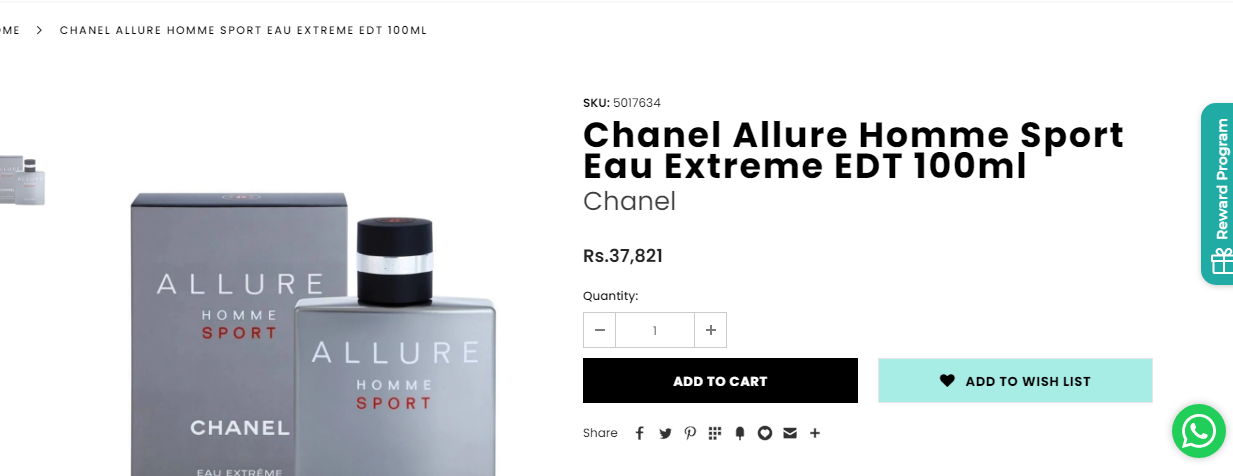 CHANEL ALLURE HOMME SPORT EAU EXTREME EDT 100ML
SKU: 5017634
Chanel Allure Homme Sport
Eau Extreme EDT 100ml
Chanel
Rs.37,821
Quantity:
1
ADD TO CART
ADD TO WISH LIST
Share
Reward Program
ALLURE
HOMME
SPORT
CHANEL
EAU EXTRÊME
ALLURE
HOMME
SPORT